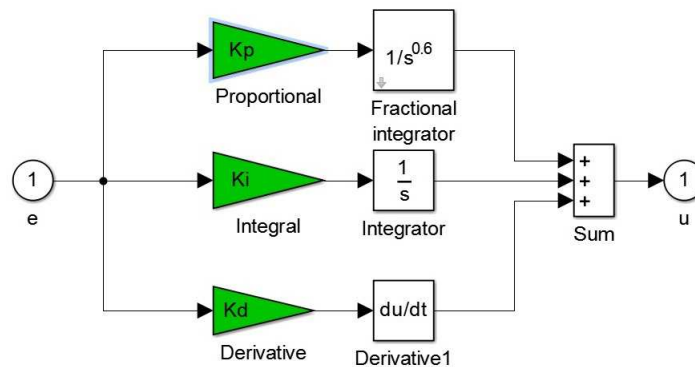 Kp
1/s^0.6
Proportional
Fractional
integrator
1
e
Ki
1
s
Integral
Integrator
+
+
+
Sum
1
u
Kd
du/dt
Derivative
Derivative1